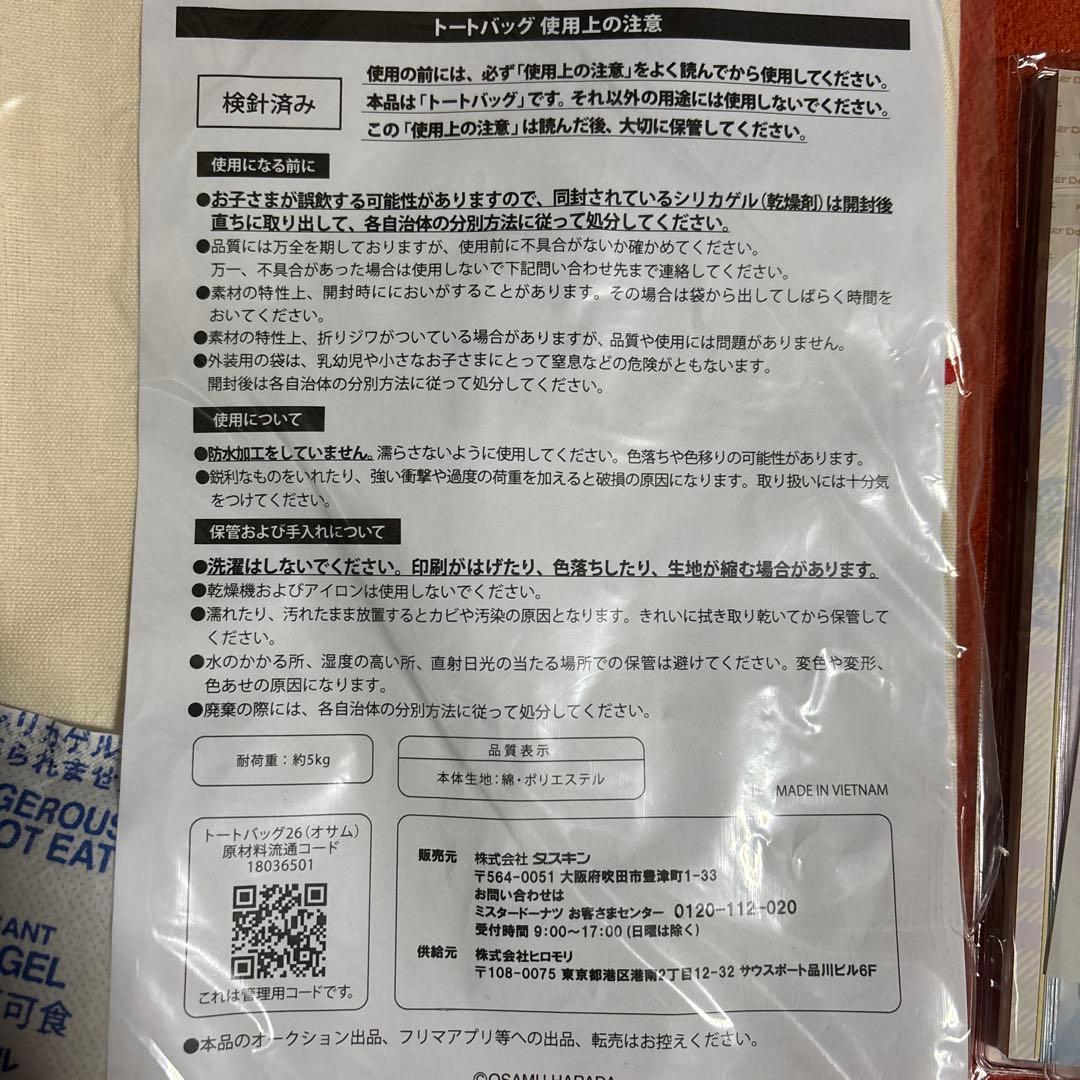 トートバッグ 使用上の注意
検針済み
使用の前には、必ず「使用上の注意」をよく読んでから使用してください。
本品は「トートバッグ」です。それ以外の用途には使用しないでください。
この「使用上の注意」は読んだ後、大切に保管してください。
使用になる前に
●お子さまが誤飲する可能性がありますので、同封されているシリカゲル(乾燥剤)は開封後
直ちに取り出して、各自治体の分別方法に従って処分してください。
●品質には万全を期しておりますが、使用前に不具合がないか確かめてください。
万一、不具合があった場合は使用しないで下記問い合わせ先まで連絡してください。
●素材の特性上、開封時ににおいがすることがあります。その場合は袋から出してしばらく時間を
おいてください。
●素材の特性上、折りジワがついている場合がありますが、品質や使用には問題がありません。
●外装用の袋は、乳幼児や小さなお子さまにとって窒息などの危険がともないます。
開封後は各自治体の分別方法に従って処分してください。
使用について
●防水加工をしていません。濡らさないように使用してください。色落ちや色移りの可能性があります。
●鋭利なものをいれたり、強い衝撃や過度の荷重を加えると破損の原因になります。取り扱いには十分気
をつけてください。
保管および手入れについて
●洗濯はしないでください。印刷がはげたり、色落ちしたり、生地が縮む場合があります。
●乾燥機およびアイロンは使用しないでください。
●濡れたり、汚れたまま放置するとカビや汚染の原因となります。きれいに拭き取り乾いてから保管して
ください。
●水のかかる所、湿度の高い所、直射日光の当たる場所での保管は避けてください。変色や変形、
色あせの原因になります。
●廃棄の際には、各自治体の分別方法に従って処分してください。
耐荷重:約5kg
品質表示
本体生地:綿・ポリエステル
MADE IN VIETNAM
トートバッグ26(オサム)
原材料流通コード
18036501
これは管理用コードです。
販売元 株式会社 ダスキン
〒564-0051 大阪府吹田市豊津町1-33
お問い合わせは
ミスタードーナツ お客さまセンター 0120-112-020
受付時間 9:00~17:00 (日曜は除く)
供給元 株式会社ヒロモリ
〒108-0075 東京都港区港南2丁目12-32 サウスポート品川ビル6F
●本品のオークション出品、フリマアプリ等への出品、転売はお控えください。
©OSAMU HARADA
リカゲル
られませ
GEROUS
OT EAT
CANT
GEL
可食